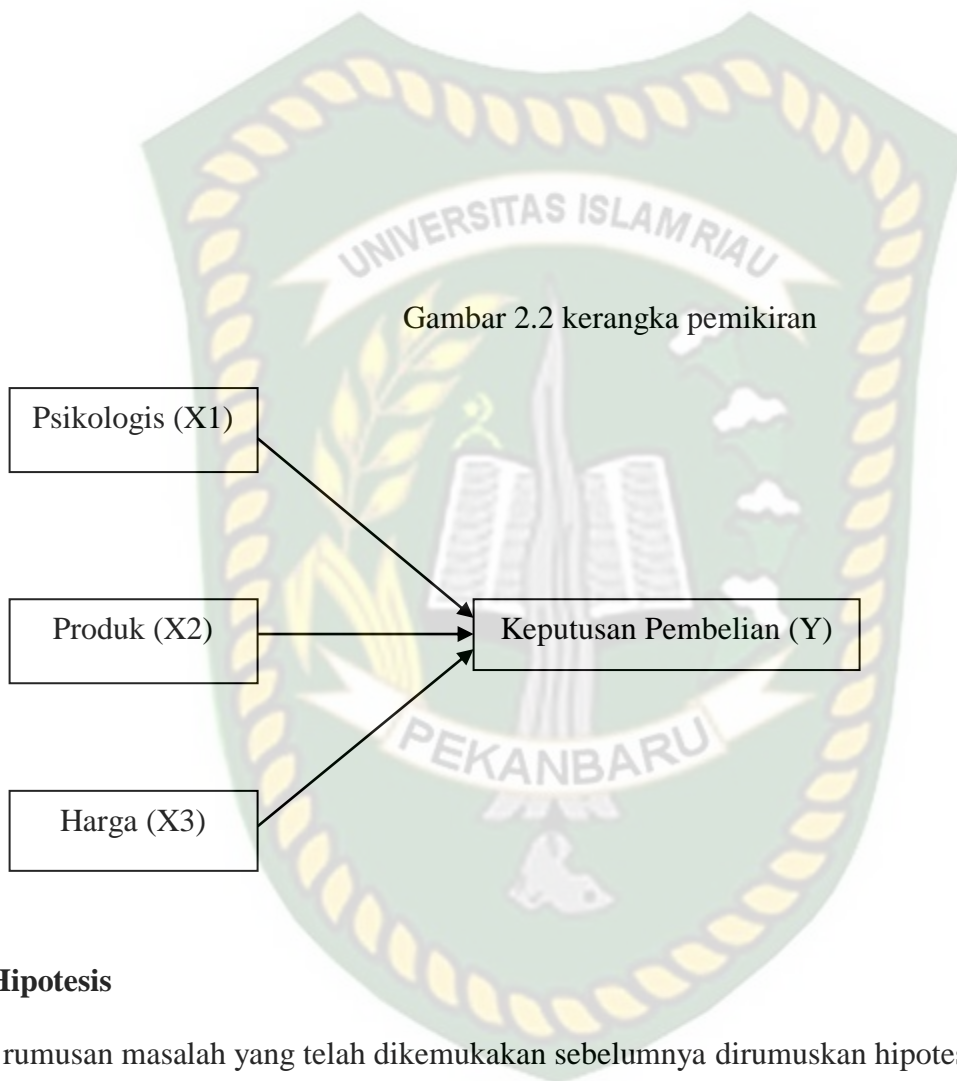 UNIVERSITAS ISLAM RIAU
Gambar 2.2 kerangka pemikiran
Psikologis (X1)
Produk (X2)
Keputusan Pembelian (Y)
PEKANBARU
Harga (X3)
Hipotesis
rumusan masalah yang telah dikemukakan sebelumnya dirumuskan